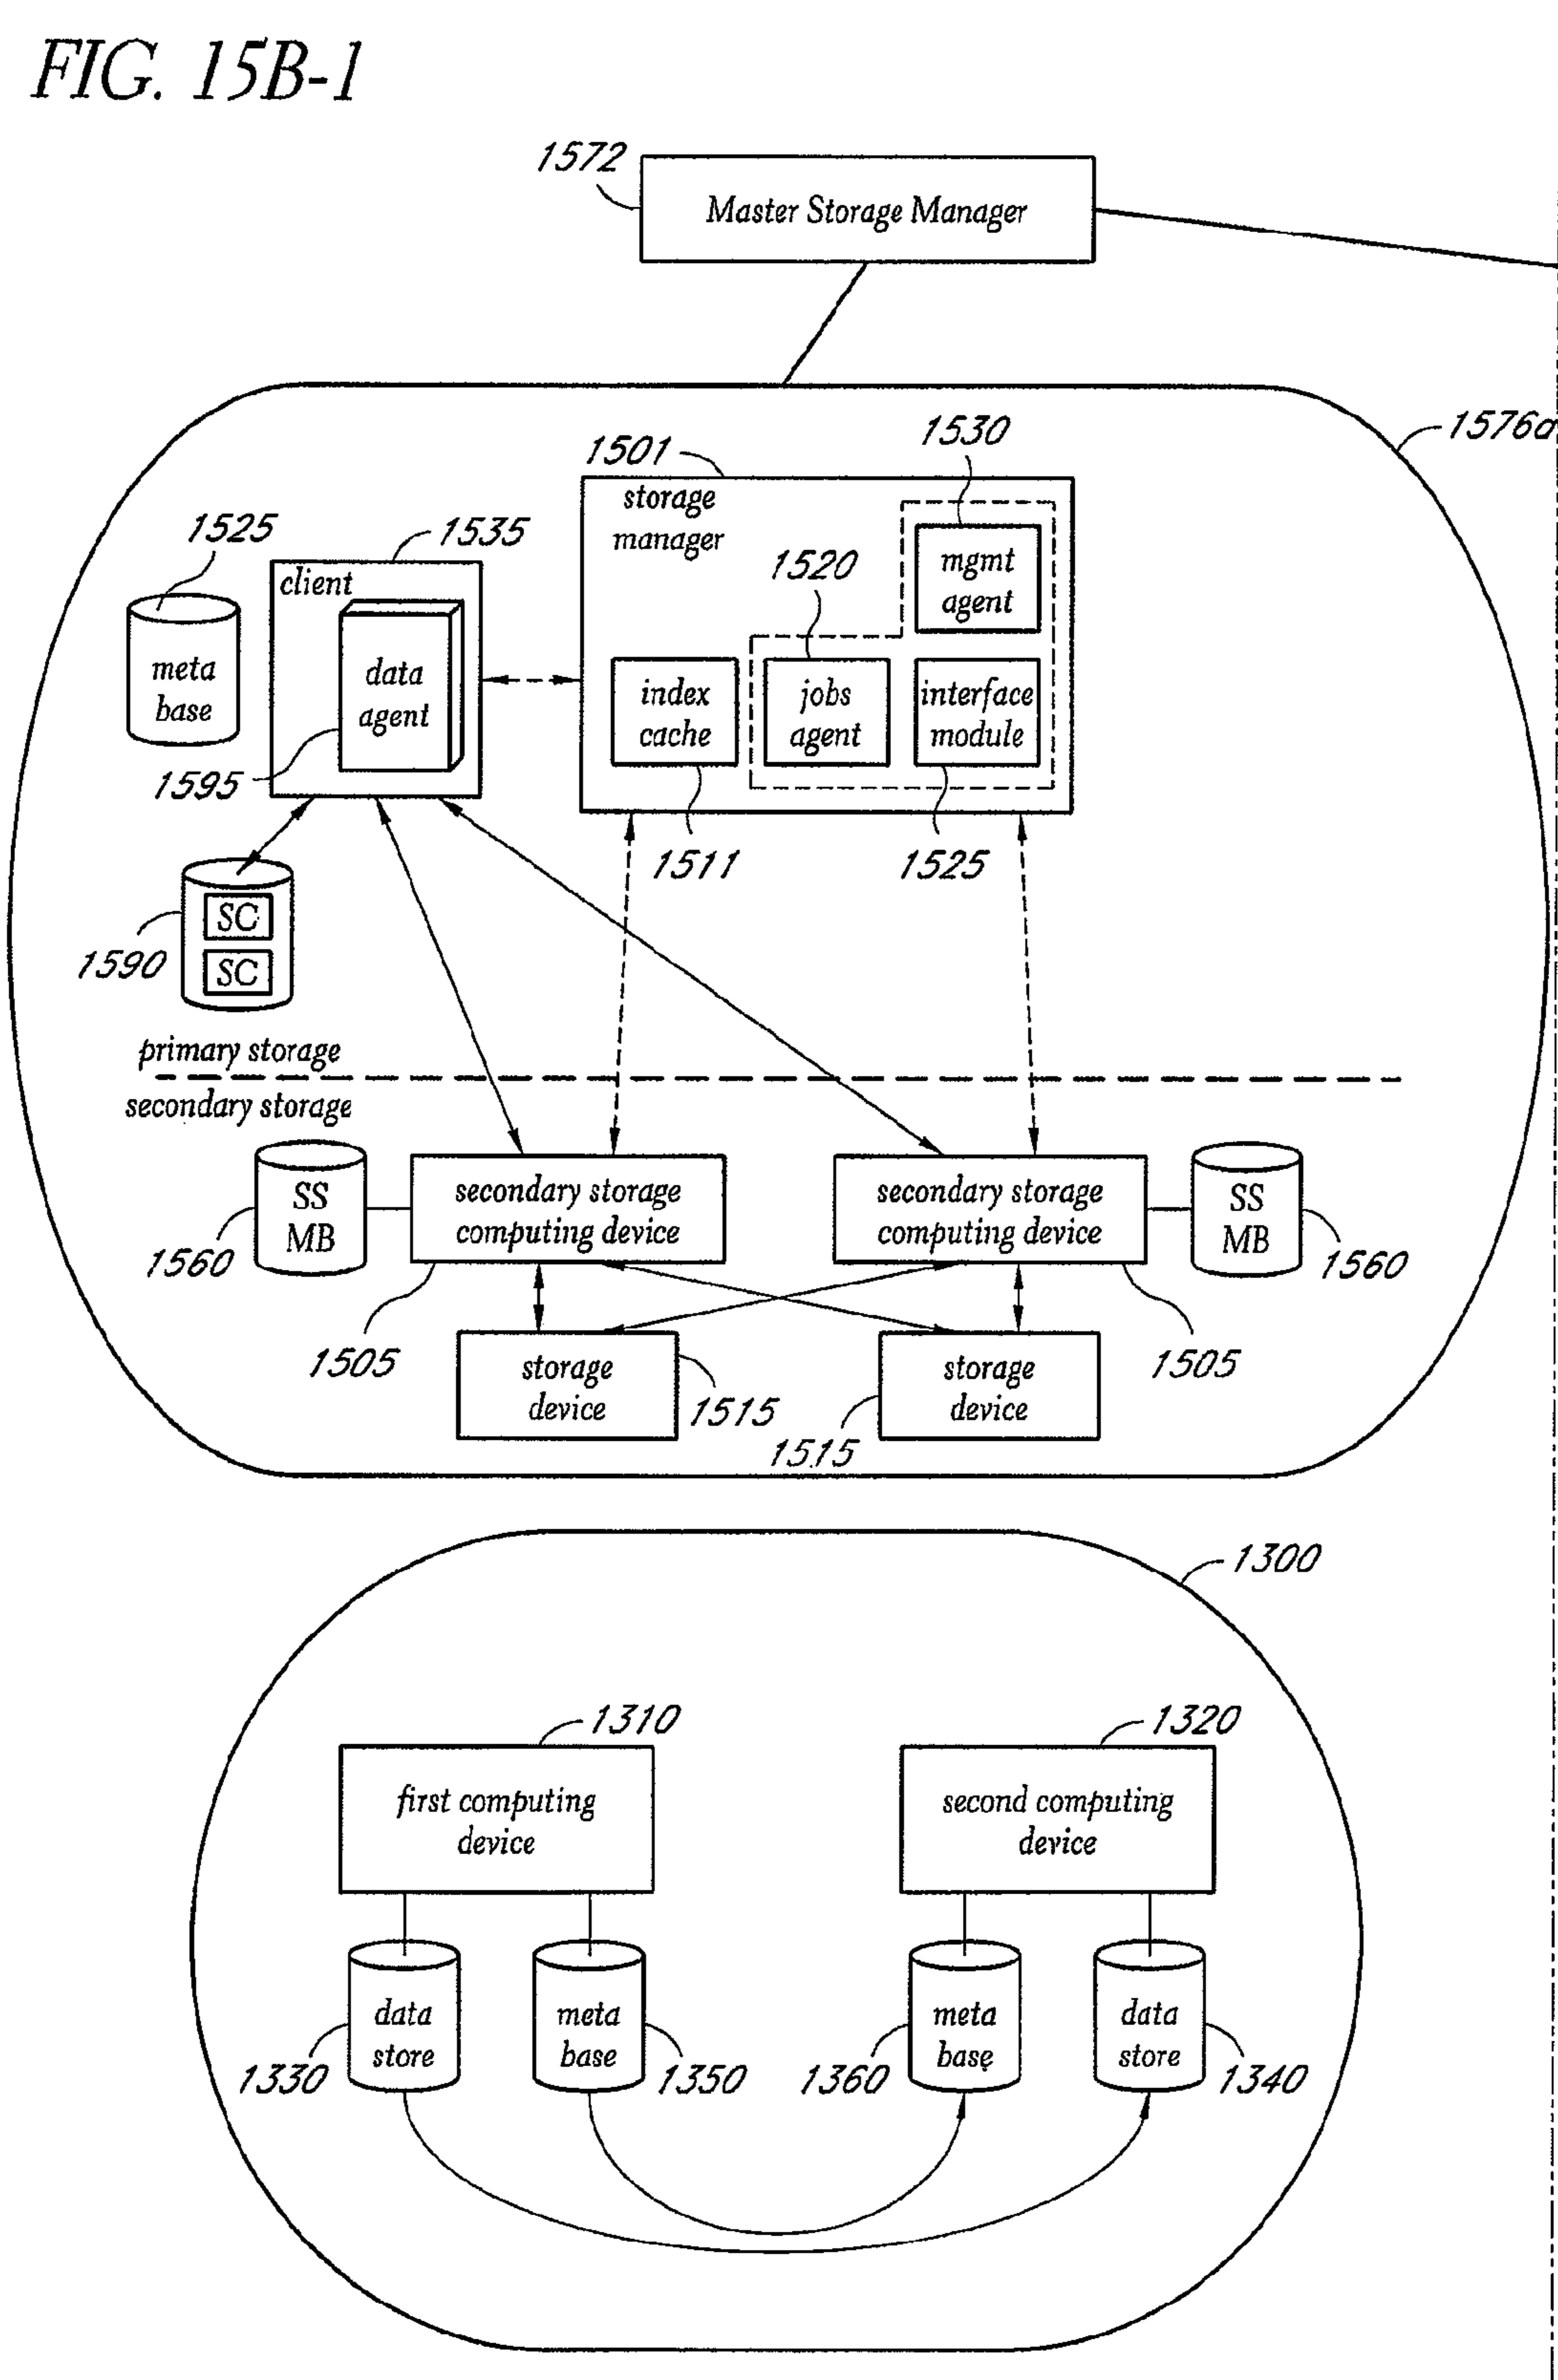 FIG. 15B-1
1572
Master Storage Manager
1576a
1530
1501
storage
manager
1525
1535
client
1520
mgmt
agent
meta
base
data
agent
index
cache
jobs
agent
interface
module
1595
1511
1525
SC
SC
1590
primary storage
secondary storage
SS
MB
secondary storage
computing device
secondary storage
computing device
SS
MB
1560
1560
1505
storage
device
1515
storage
device
1505
1515
1300
1310
1320
first computing
device
second computing
device
data
store
meta
base
meta
base
data
store
1330
1350
1360
1340